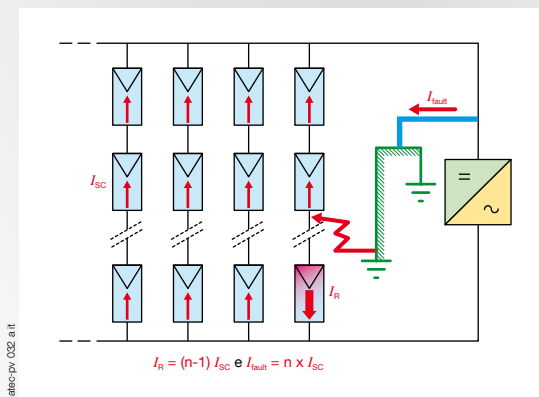 I_fault
I_SC
I_R
I_R = (n-1) I_SC e I_fault = n x I_SC
atec-pv 032 a it